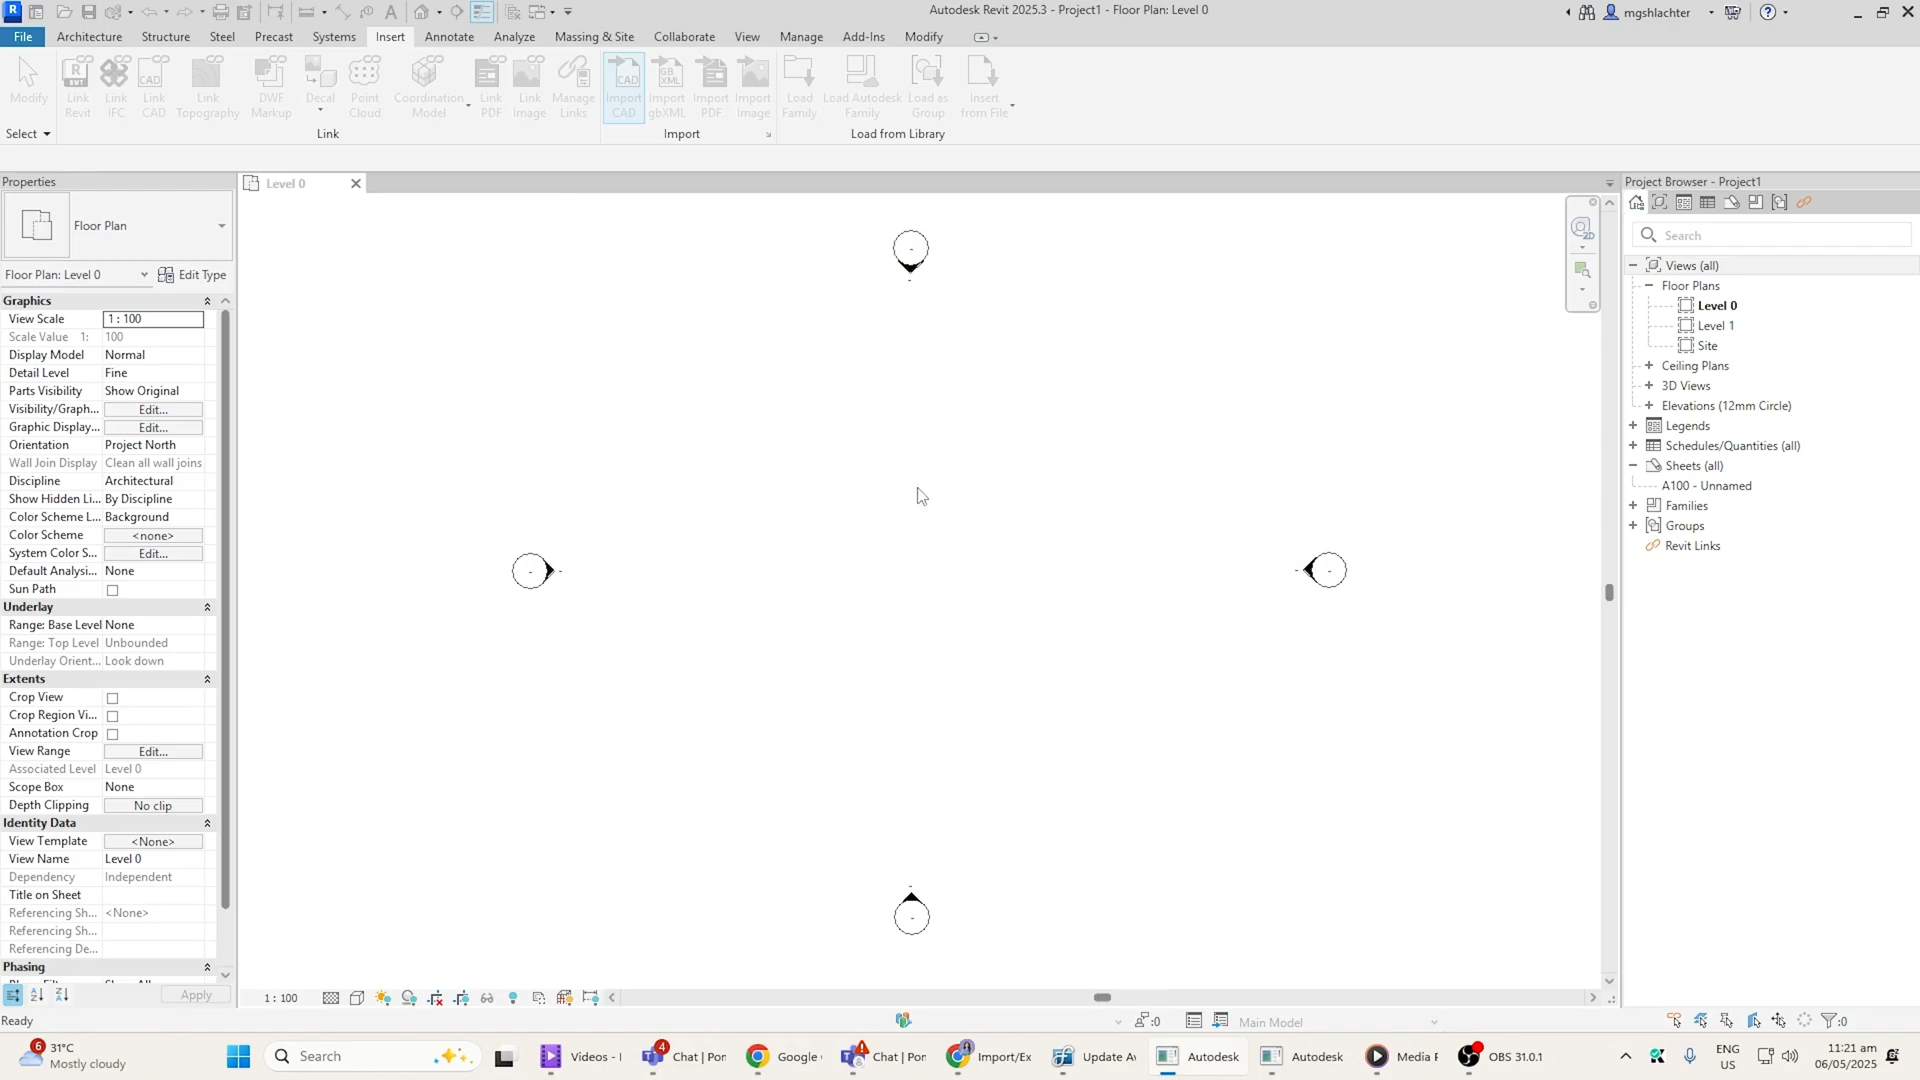 Autodesk Revit 2025.3 - Project1 - Floor Plan: Level 0
mgshlachter
File
Architecture
Structure
Steel
Precast
Systems
Insert
Annotate
Analyze
Massing & Site
Collaborate
View
Manage
Add-Ins
Modify
Modify
Link Revit
Link IFC
Link CAD
Link Topography
DWF Markup
Decal
Point Cloud
Coordination Model
Link PDF
Link Image
Manage Links
Import CAD
Import gbXML
Import PDF
Import Image
Load Family
Load Autodesk Family
Load as Group
Insert from File
Select
Link
Import
Load from Library
Properties
Level 0
Floor Plan
Floor Plan: Level 0
Edit Type
Graphics
View Scale 1 : 100
Scale Value 1: 100
Display Model Normal
Detail Level Fine
Parts Visibility Show Original
Visibility/Graph... Edit...
Graphic Display... Edit...
Orientation Project North
Wall Join Display Clean all wall joins
Discipline Architectural
Show Hidden Li... By Discipline
Color Scheme L... Background
Color Scheme <none>
System Color S... Edit...
Default Analysi... None
Sun Path
Underlay
Range: Base Level None
Range: Top Level Unbounded
Underlay Orient... Look down
Extents
Crop View
Crop Region Vi...
Annotation Crop
View Range Edit...
Associated Level Level 0
Scope Box None
Depth Clipping No clip
Identity Data
View Template <None>
View Name Level 0
Dependency Independent
Title on Sheet
Referencing Sh... <None>
Referencing Sh...
Referencing De...
Phasing
Apply
1 : 100
2D
Project Browser - Project1
Search
Views (all)
Floor Plans
Level 0
Level 1
Site
Ceiling Plans
3D Views
Elevations (12mm Circle)
Legends
Schedules/Quantities (all)
Sheets (all)
A100 - Unnamed
Families
Groups
Revit Links
Ready
:0
Main Model
:0
6
31°C
Mostly cloudy
Search
Videos - I
4
Chat | Pon
Google
Chat | Pon
Import/Ex
Update A
Autodesk
Autodesk
Media F
OBS 31.0.1
ENG
US
11:21 am
06/05/2025